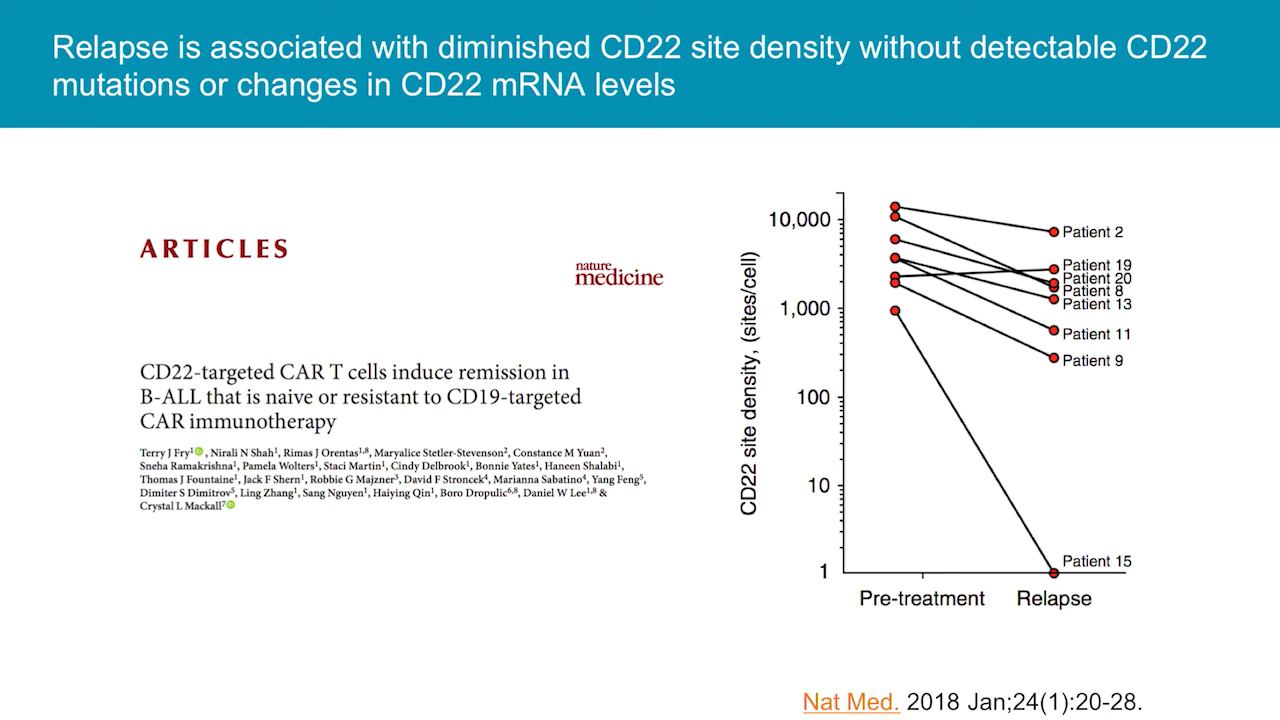 Relapse is associated with diminished CD22 site density without detectable CD22
mutations or changes in CD22 mRNA levels
ARTICLES
nature
medicine
CD22-targeted CAR T cells induce remission in
B-ALL that is naive or resistant to CD19-targeted
CAR immunotherapy
Terry J Fry1, Nirali N Shah1, Rimas J Orentas1,8, Maryalice Stetler-Stevenson2, Constance M Yuan2,
Sneha Ramakrishna1, Pamela Wolters1, Staci Martin1, Cindy Delbrook1, Bonnie Yates1, Haneen Shalabi1,
Thomas J Fountaine1, Jack F Shern1, Robbie G Majzner3, David F Stroncek4, Marianna Sabatino4, Yang Feng5,
Dimiter S Dimitrov5, Ling Zhang1, Sang Nguyen1, Haiying Qin1, Boro Dropulic6,8, Daniel W Lee1,8 &
Crystal L Mackall7
CD22 site density, (sites/cell)
10,000
1,000
100
10
1
Patient 2
Patient 19
Patient 20
Patient 8
Patient 13
Patient 11
Patient 9
Patient 15
Pre-treatment
Relapse
Nat Med. 2018 Jan;24(1):20-28.